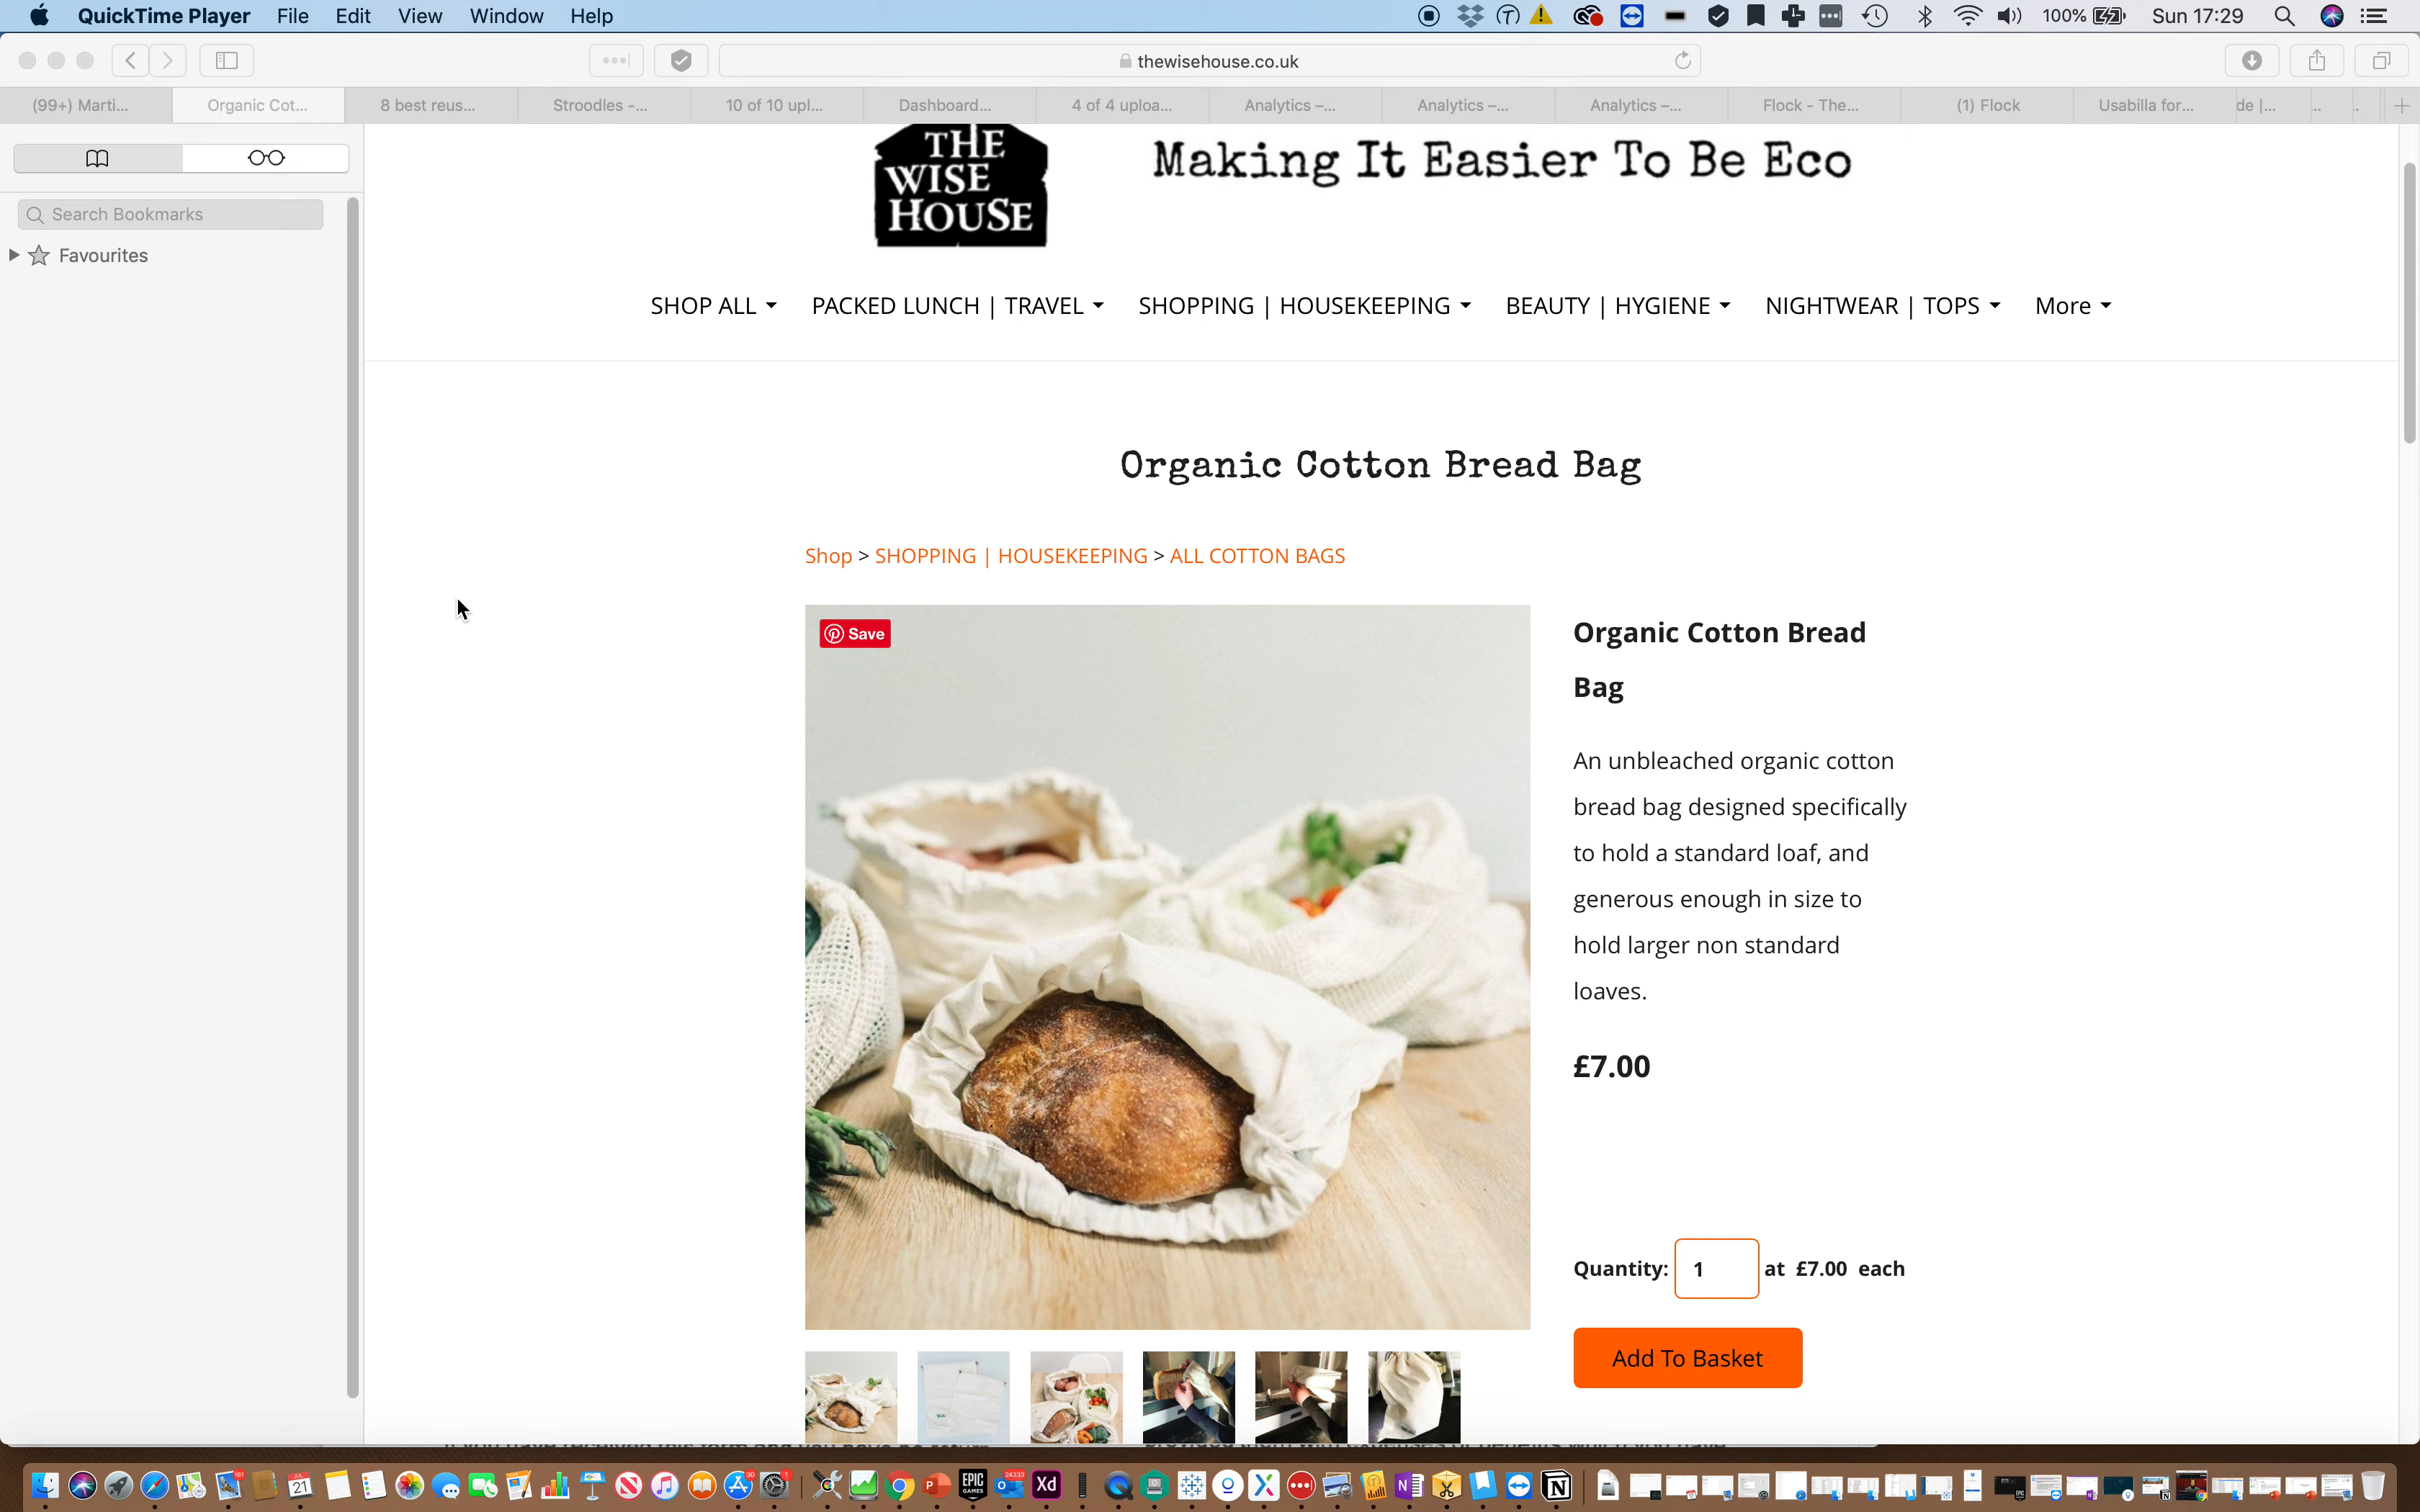 QuickTime Player File Edit View Window Help 100% Sun 17:29
thewisehouse.co.uk
(99+) Marti... Organic Cot... 8 best reus... Stroodles -... 10 of 10 upl... Dashboard... 4 of 4 uploa... Analytics –... Analytics –... Analytics –... Flock - The... (1) Flock Usabilla for... de |...
Search Bookmarks
Favourites
THE
WISE
HOUSE
Making It Easier To Be Eco
SHOP ALL PACKED LUNCH | TRAVEL SHOPPING | HOUSEKEEPING BEAUTY | HYGIENE NIGHTWEAR | TOPS More
Organic Cotton Bread Bag
Shop > SHOPPING | HOUSEKEEPING > ALL COTTON BAGS
Save
Organic Cotton Bread
Bag
An unbleached organic cotton
bread bag designed specifically
to hold a standard loaf, and
generous enough in size to
hold larger non standard
loaves.
£7.00
Quantity: 1 at £7.00 each
Add To Basket